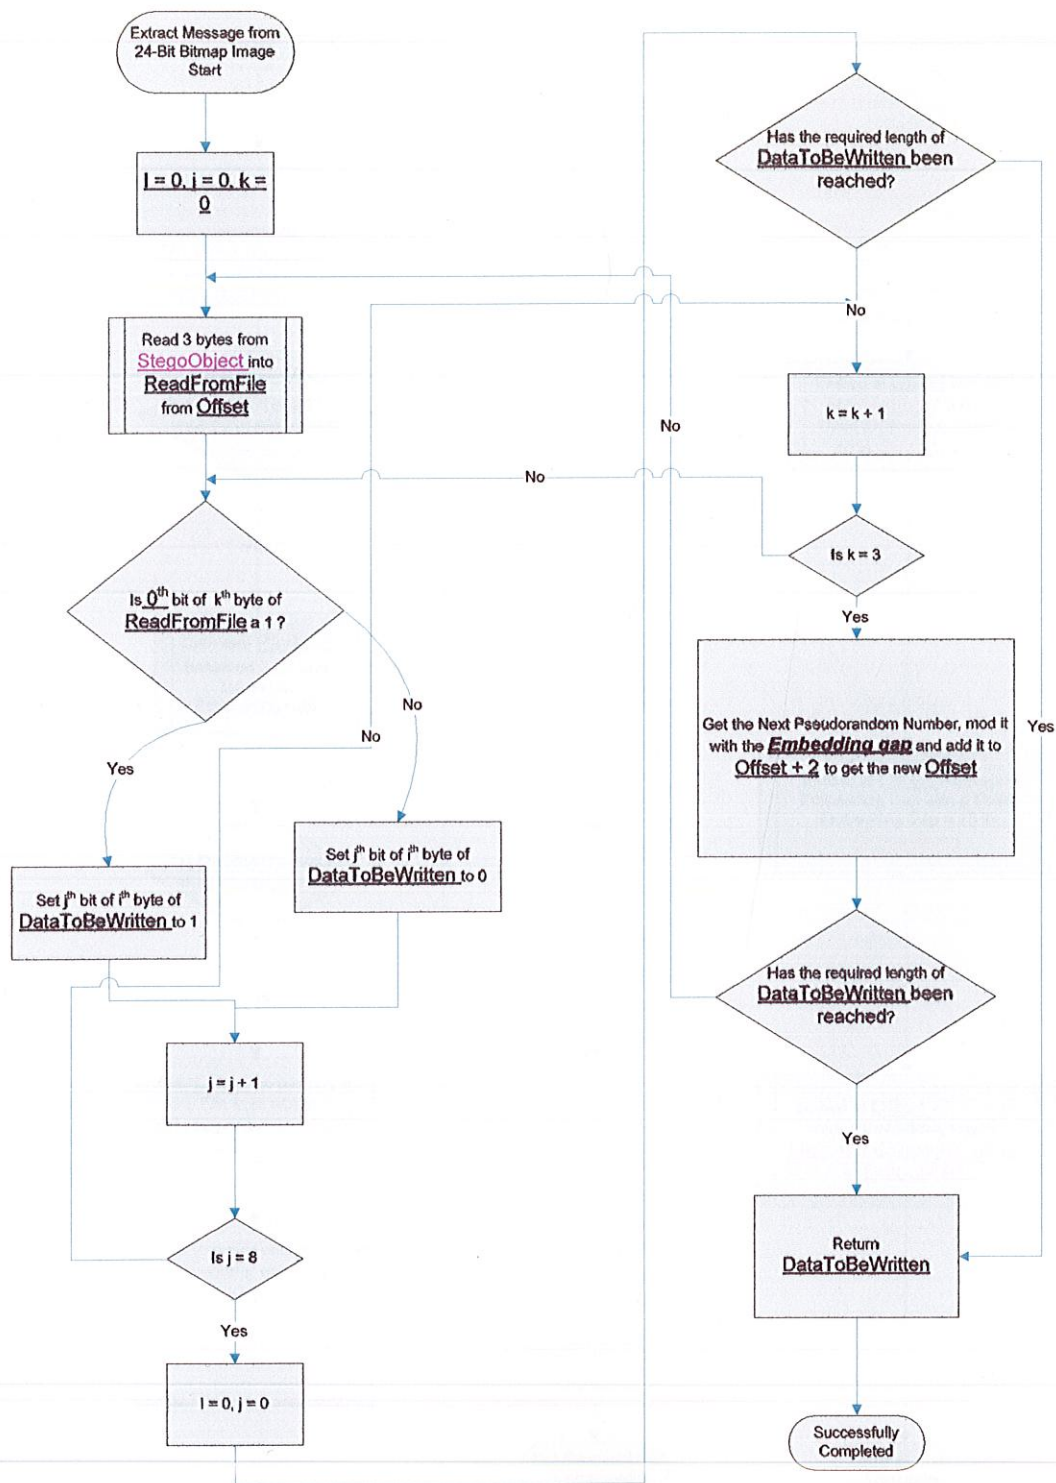 Extract Message from
24-Bit Bitmap Image
Start
I = 0, j = 0, k =
0
Read 3 bytes from
StegoObject into
ReadFromFile
from Offset
Is 0th bit of kth byte of
ReadFromFile a 1 ?
Yes
No
Set jth bit of ith byte of
DataToBeWritten to 1
Set jth bit of ith byte of
DataToBeWritten to 0
j = j + 1
Is j = 8
No
Yes
I = 0, j = 0
Has the required length of
DataToBeWritten been
reached?
No
Yes
k = k + 1
Is k = 3
No
Yes
Get the Next Pseudorandom Number, mod it
with the Embedding gap and add it to
Offset + 2 to get the new Offset
Has the required length of
DataToBeWritten been
reached?
No
Yes
Return
DataToBeWritten
Successfully
Completed